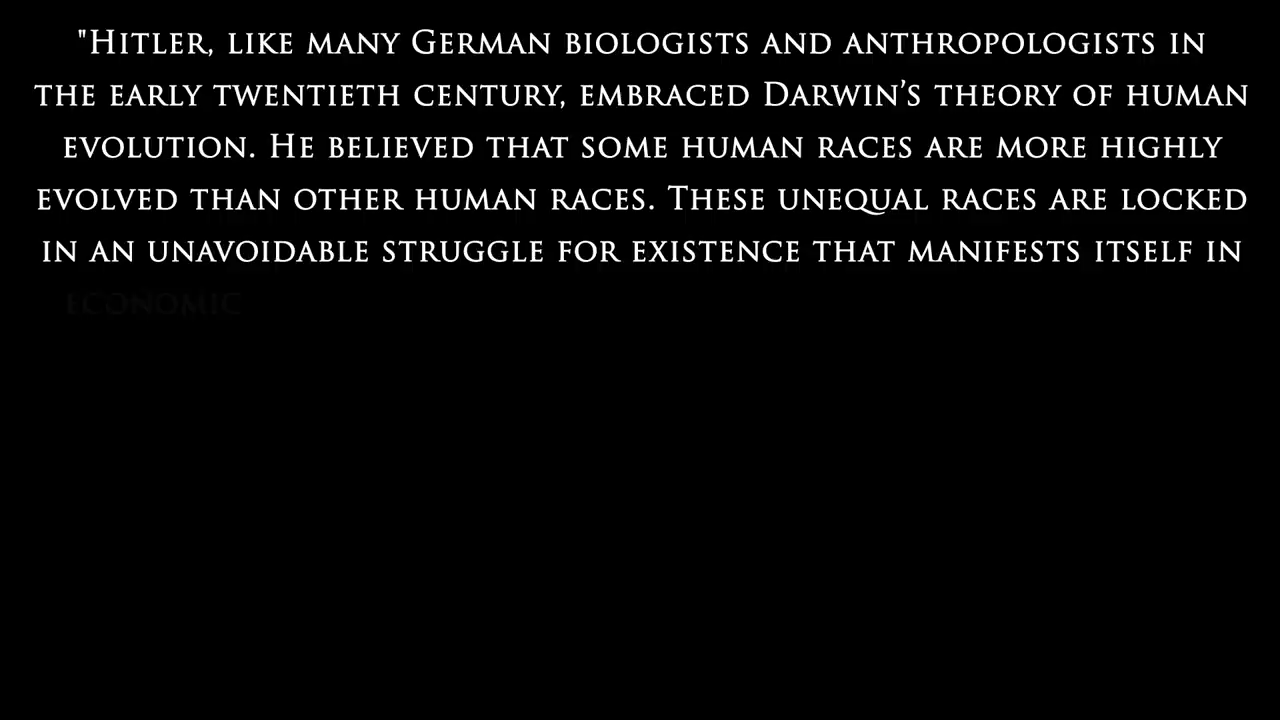 "Hitler, like many German biologists and anthropologists in
the early twentieth century, embraced Darwin’s theory of human
evolution. He believed that some human races are more highly
evolved than other human races. These unequal races are locked
in an unavoidable struggle for existence that manifests itself in
economic